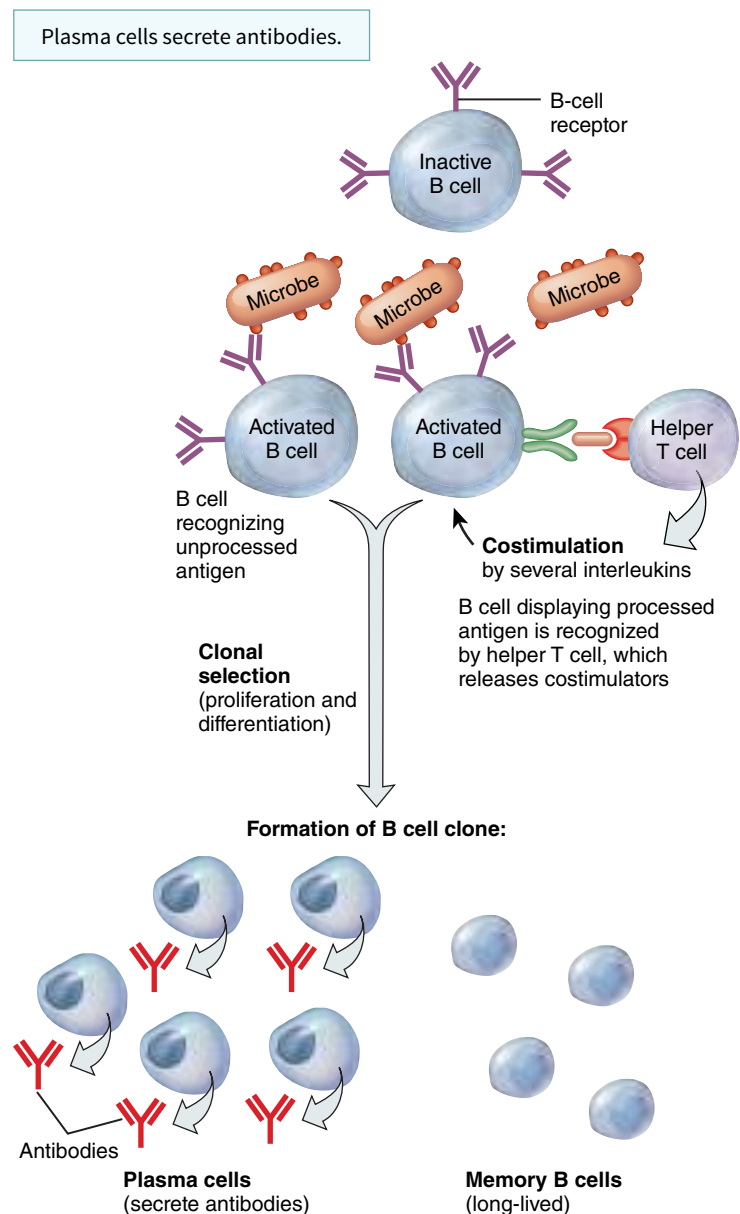 Plasma cells secrete antibodies.
B-cell
receptor
Inactive
B cell
Microbe
Microbe
Microbe
Activated
B cell
Activated
B cell
Helper
T cell
B cell
recognizing
unprocessed
antigen
Costimulation
by several interleukins
B cell displaying processed
antigen is recognized
by helper T cell, which
releases costimulators
Clonal
selection
(proliferation and
differentiation)
Formation of B cell clone:
Antibodies
Plasma cells
(secrete antibodies)
Memory B cells
(long-lived)